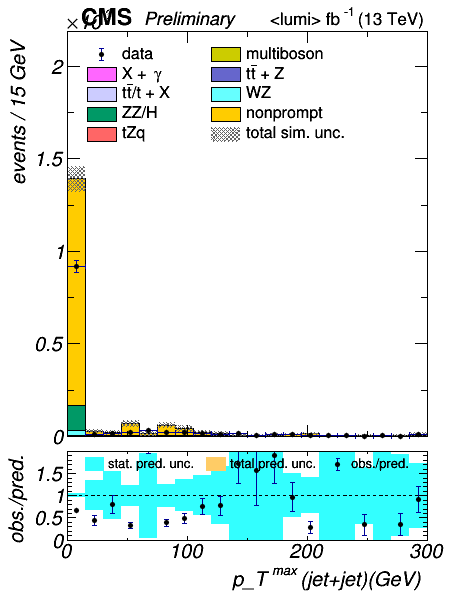 CMS Preliminary <lumi> fb⁻¹ (13 TeV)
data
multiboson
X + γ
tt̄ + Z
tt̄/t + X
WZ
ZZ/H
nonprompt
tZq
total sim. unc.
events / 15 GeV
2
1.5
1
0.5
0
stat. pred. unc.
total pred. unc.
obs./pred.
obs./pred.
1.5
1
0.5
0
0 100 200 300
p_T^max (jet+jet)(GeV)